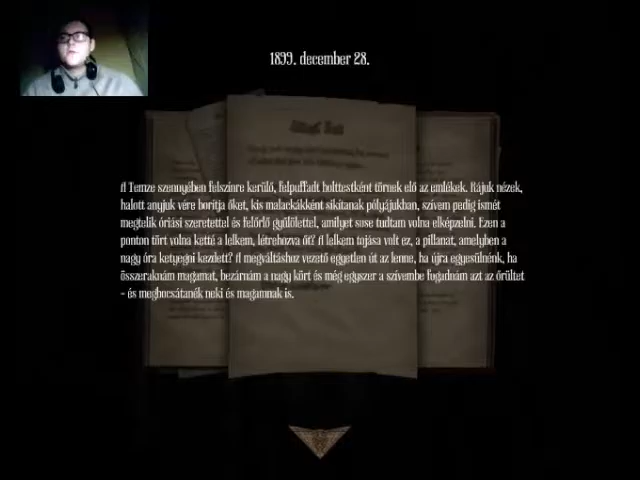 1899. december 28.
A Temze szennyében felszínre kerülő, felpuffadt holttestként törnek elő az emlékek. Rájuk nézek,
halott anyjuk vére borítja őket, kis malackákként sikítanak pólyájukban, szívem pedig ismét
megtelik óriási szeretettel és felőrlő gyűlölettel, amilyet sose tudtam volna elképzelni. Ezen a
ponton tört volna ketté a lelkem, létrehozva őt? A lelkem tojása volt ez, a pillanat, amelyben a
nagy óra ketyegni kezdett? A megváltáshoz vezető egyetlen út az lenne, ha újra egyesülnénk, ha
összeraknám magamat, bezárnám a nagy kört és még egyszer a szívembe fogadnám azt az őrültet
- és megbocsátanék neki és magamnak is.